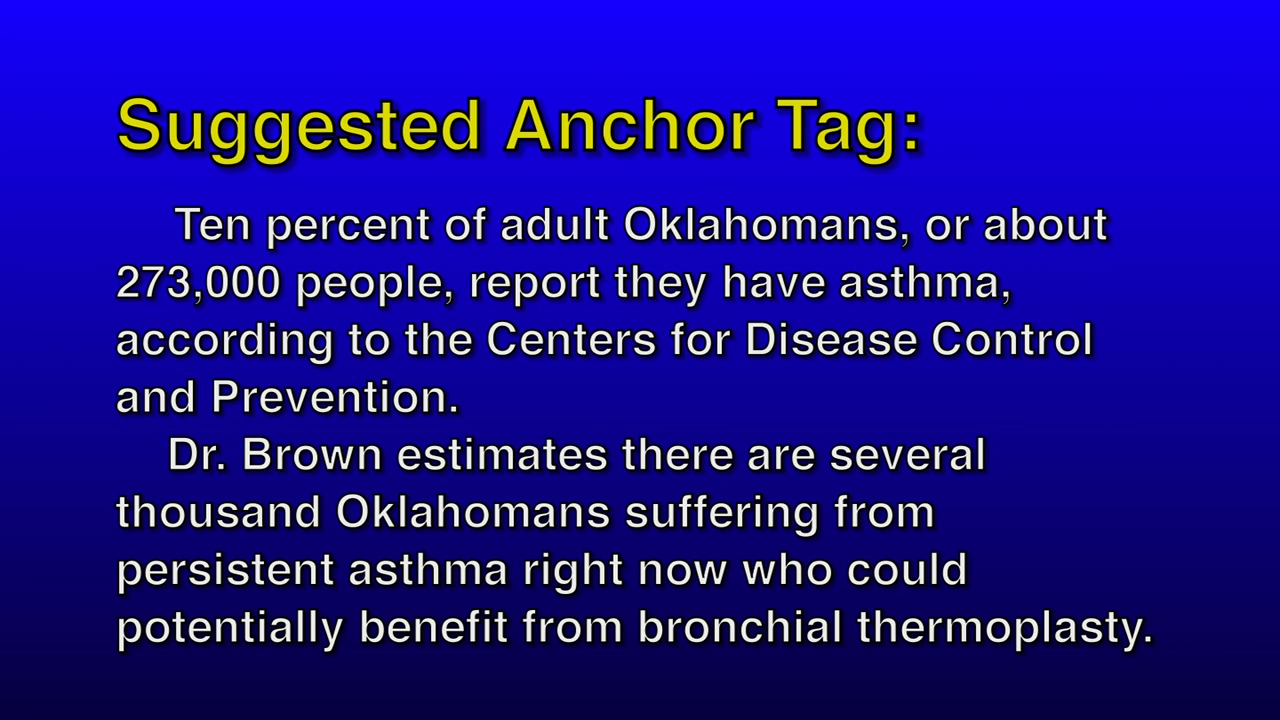 Suggested Anchor Tag:
Ten percent of adult Oklahomans, or about
273,000 people, report they have asthma,
according to the Centers for Disease Control
and Prevention.
Dr. Brown estimates there are several
thousand Oklahomans suffering from
persistent asthma right now who could
potentially benefit from bronchial thermoplasty.